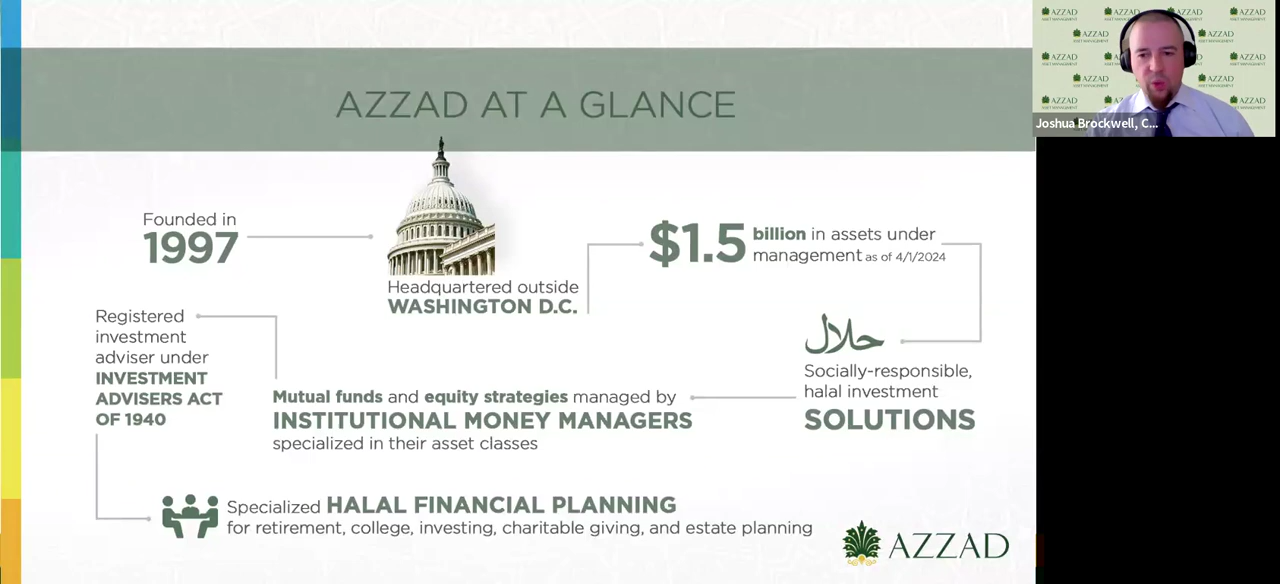 AZZAD AT A GLANCE
Founded in
1997
Headquartered outside
WASHINGTON D.C.
$1.5 billion in assets under
management as of 4/1/2024
حلال
Socially-responsible,
halal investment
SOLUTIONS
Mutual funds and equity strategies managed by
INSTITUTIONAL MONEY MANAGERS
specialized in their asset classes
Registered
investment
adviser under
INVESTMENT
ADVISERS ACT
OF 1940
Specialized HALAL FINANCIAL PLANNING
for retirement, college, investing, charitable giving, and estate planning
AZZAD
AZZAD
ASSET MANAGEMENT
Joshua Brockwell, C...